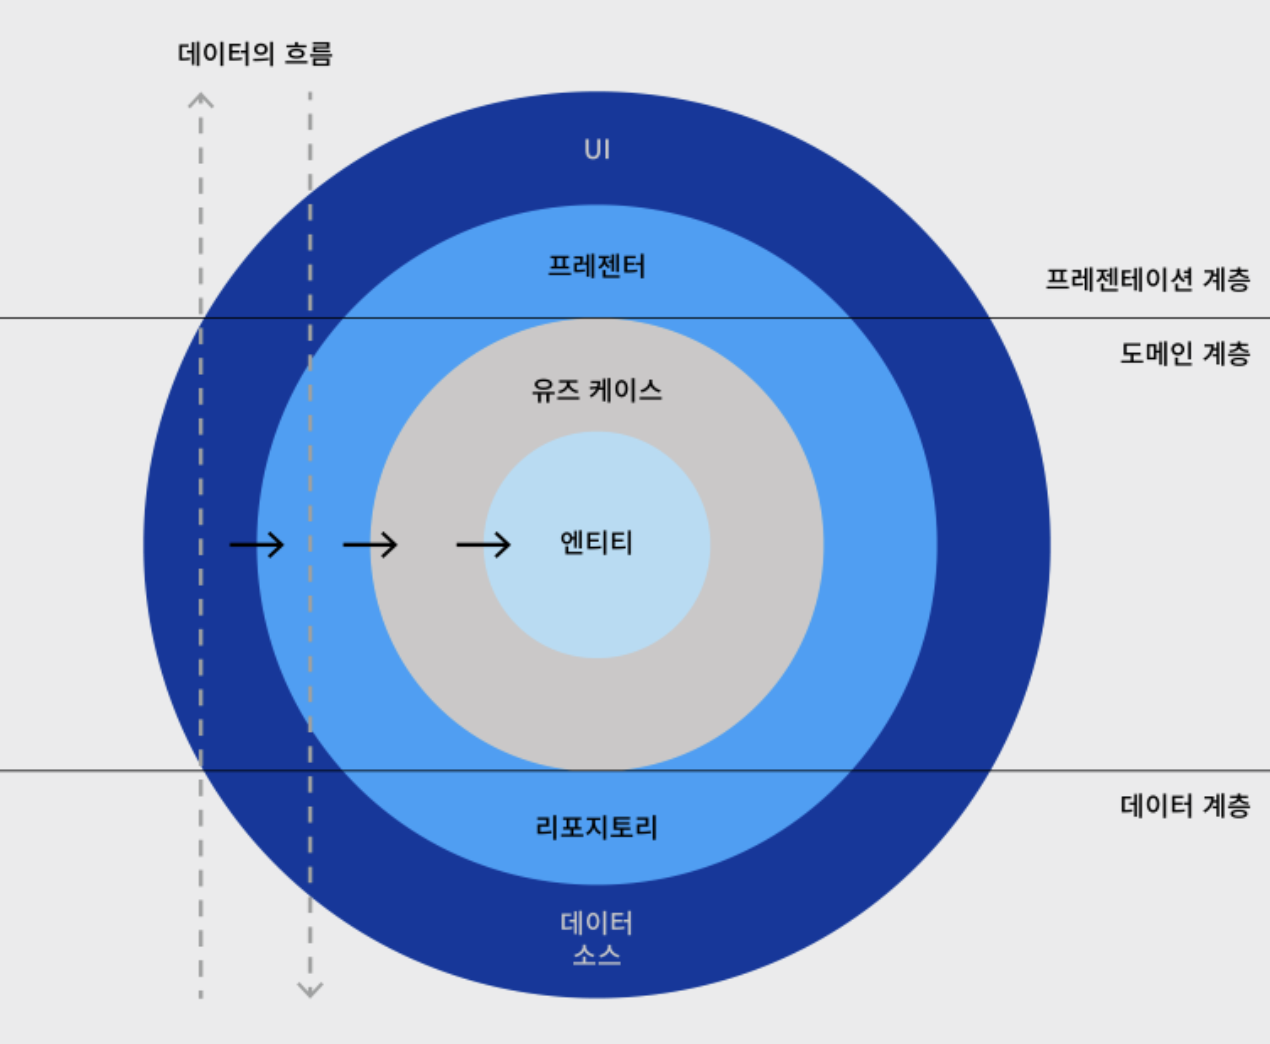 데이터의 흐름
UI
프레젠터
프레젠테이션 계층
도메인 계층
유즈 케이스
엔티티
데이터 계층
리포지토리
데이터
소스